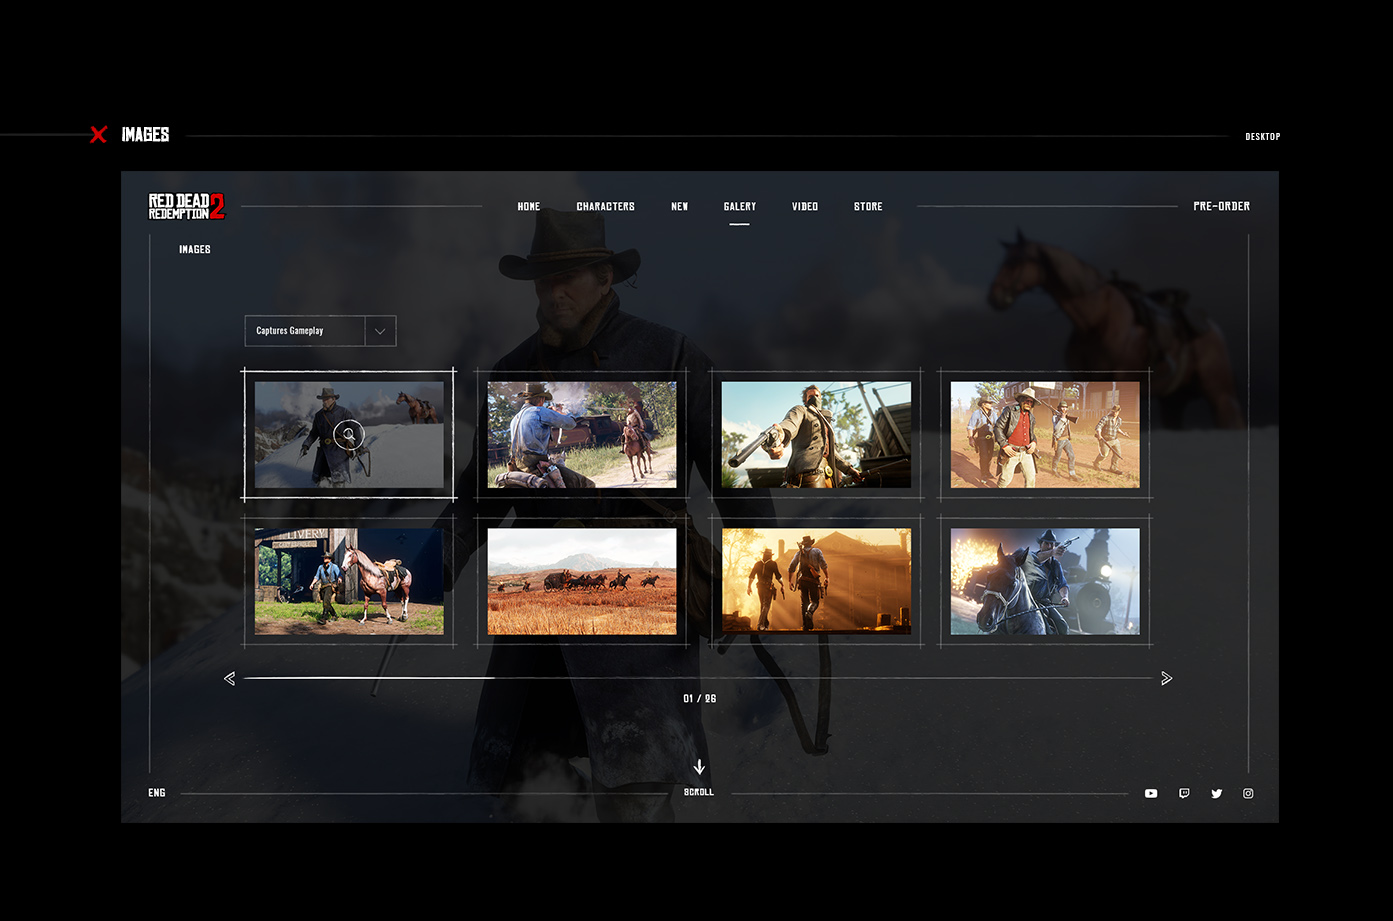 IMAGES
DESKTOP
RED DEAD
REDEMPTION 2
HOME CHARACTERS NEW GALERY VIDEO STORE
PRE-ORDER
IMAGES
Captures Gameplay
LIVERY
01 / 26
SCROLL
ENG